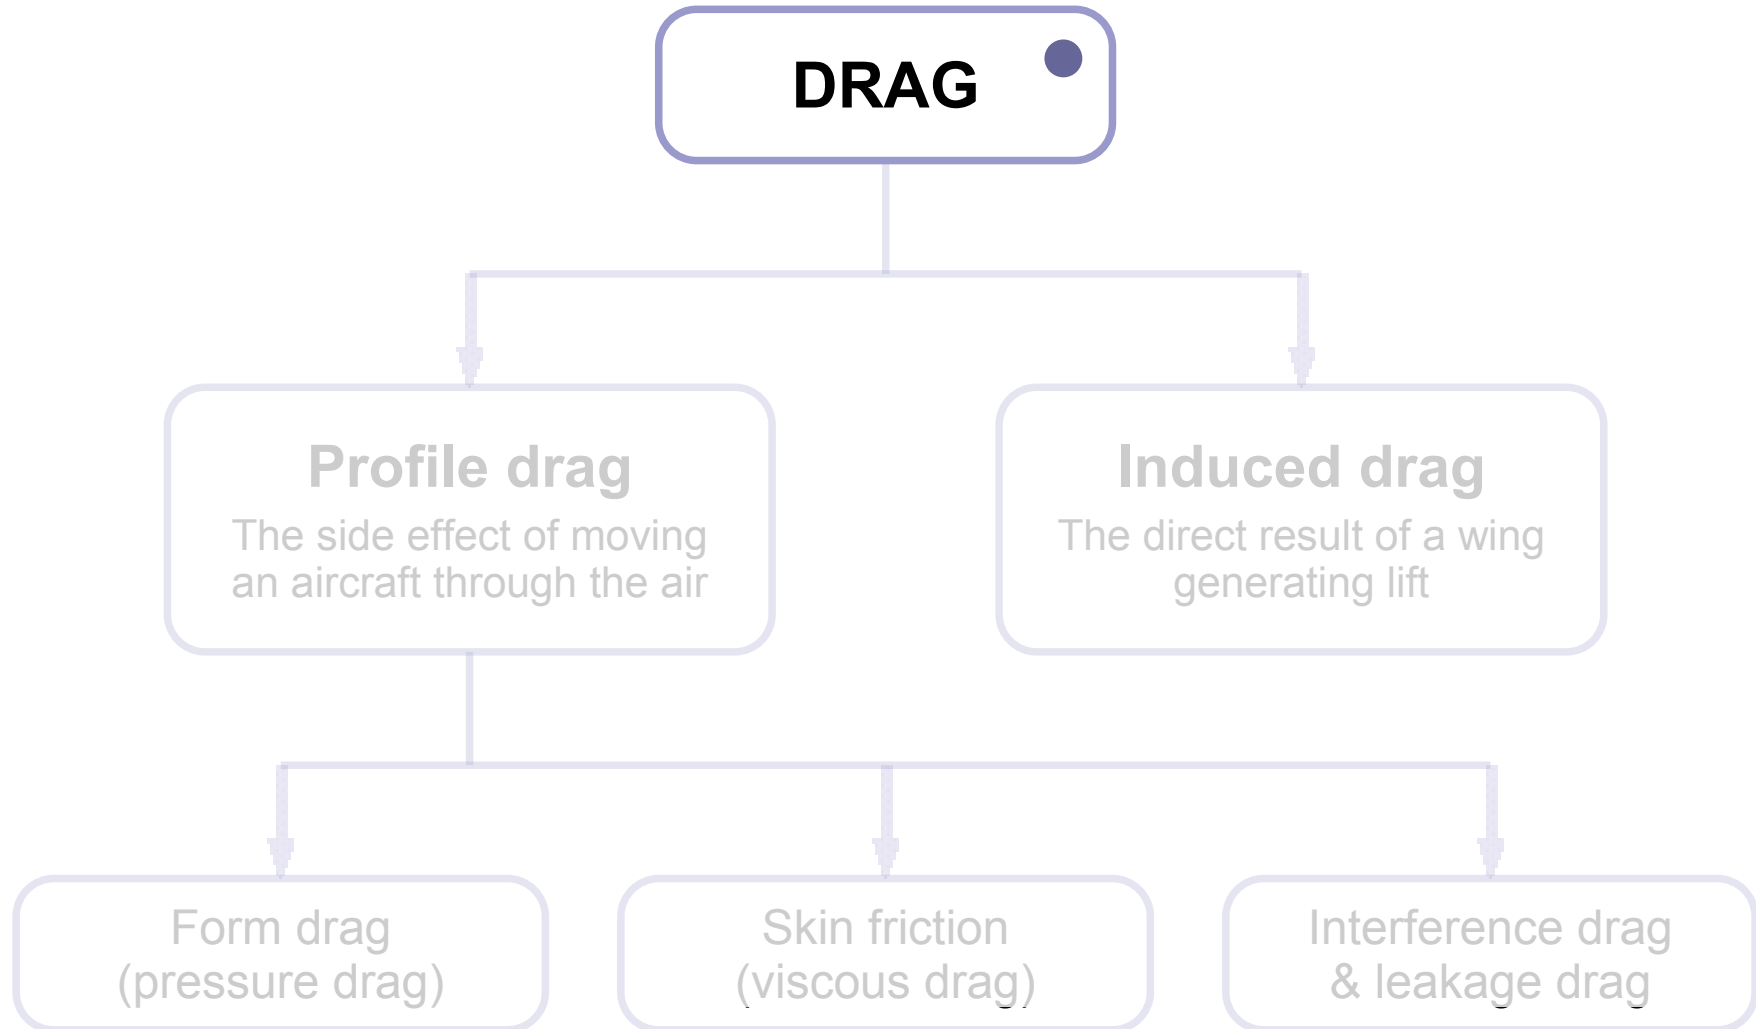 DRAG
Profile drag
The side effect of moving
an aircraft through the air
Induced drag
The direct result of a wing
generating lift
Form drag
(pressure drag)
Skin friction
(viscous drag)
Interference drag
& leakage drag